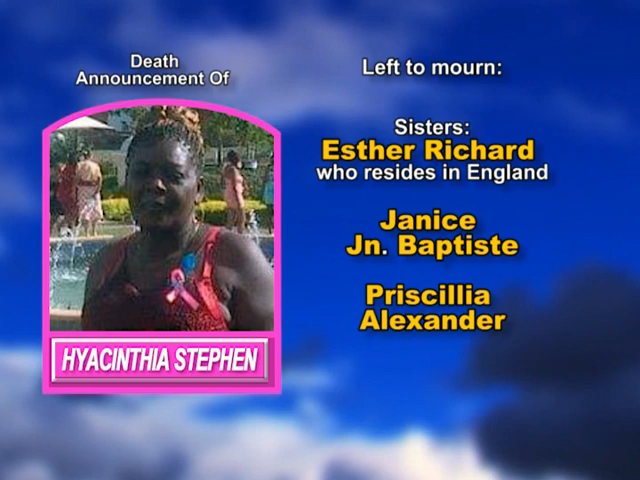 Death
Announcement Of
HYACINTHIA STEPHEN
Left to mourn:
Sisters:
Esther Richard
who resides in England
Janice
Jn. Baptiste
Priscillia
Alexander